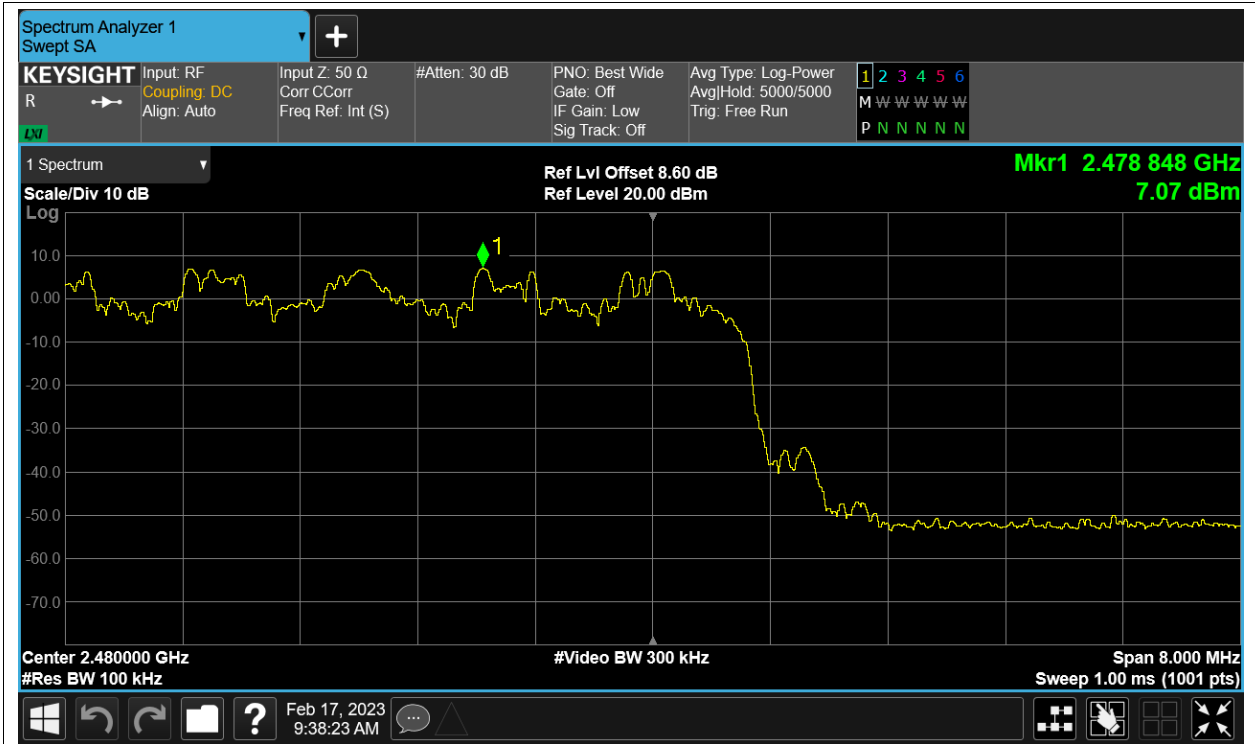 Spectrum Analyzer 1
Swept SA
+
KEYSIGHT
R
LXI
Input: RF
Coupling: DC
Align: Auto
Input Z: 50 Ω
Corr CCorr
Freq Ref: Int (S)
#Atten: 30 dB
PNO: Best Wide
Gate: Off
IF Gain: Low
Sig Track: Off
Avg Type: Log-Power
Avg|Hold: 5000/5000
Trig: Free Run
1 2 3 4 5 6
M W W W W W
P N N N N N
1 Spectrum
Scale/Div 10 dB
Log
Ref Lvl Offset 8.60 dB
Ref Level 20.00 dBm
Mkr1 2.478 848 GHz
7.07 dBm
1
10.0
0.00
-10.0
-20.0
-30.0
-40.0
-50.0
-60.0
-70.0
Center 2.480000 GHz
#Res BW 100 kHz
#Video BW 300 kHz
Span 8.000 MHz
Sweep 1.00 ms (1001 pts)
?
Feb 17, 2023
9:38:23 AM